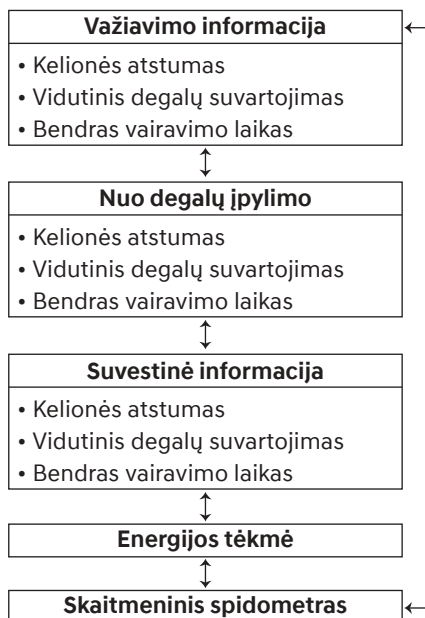 Važiavimo informacija
• Kelionės atstumas
• Vidutinis degalų suvartojimas
• Bendras vairavimo laikas
Nuo degalų įpylimo
• Kelionės atstumas
• Vidutinis degalų suvartojimas
• Bendras vairavimo laikas
Suvestinė informacija
• Kelionės atstumas
• Vidutinis degalų suvartojimas
• Bendras vairavimo laikas
Energijos tėkmė
Skaitmeninis spidometras